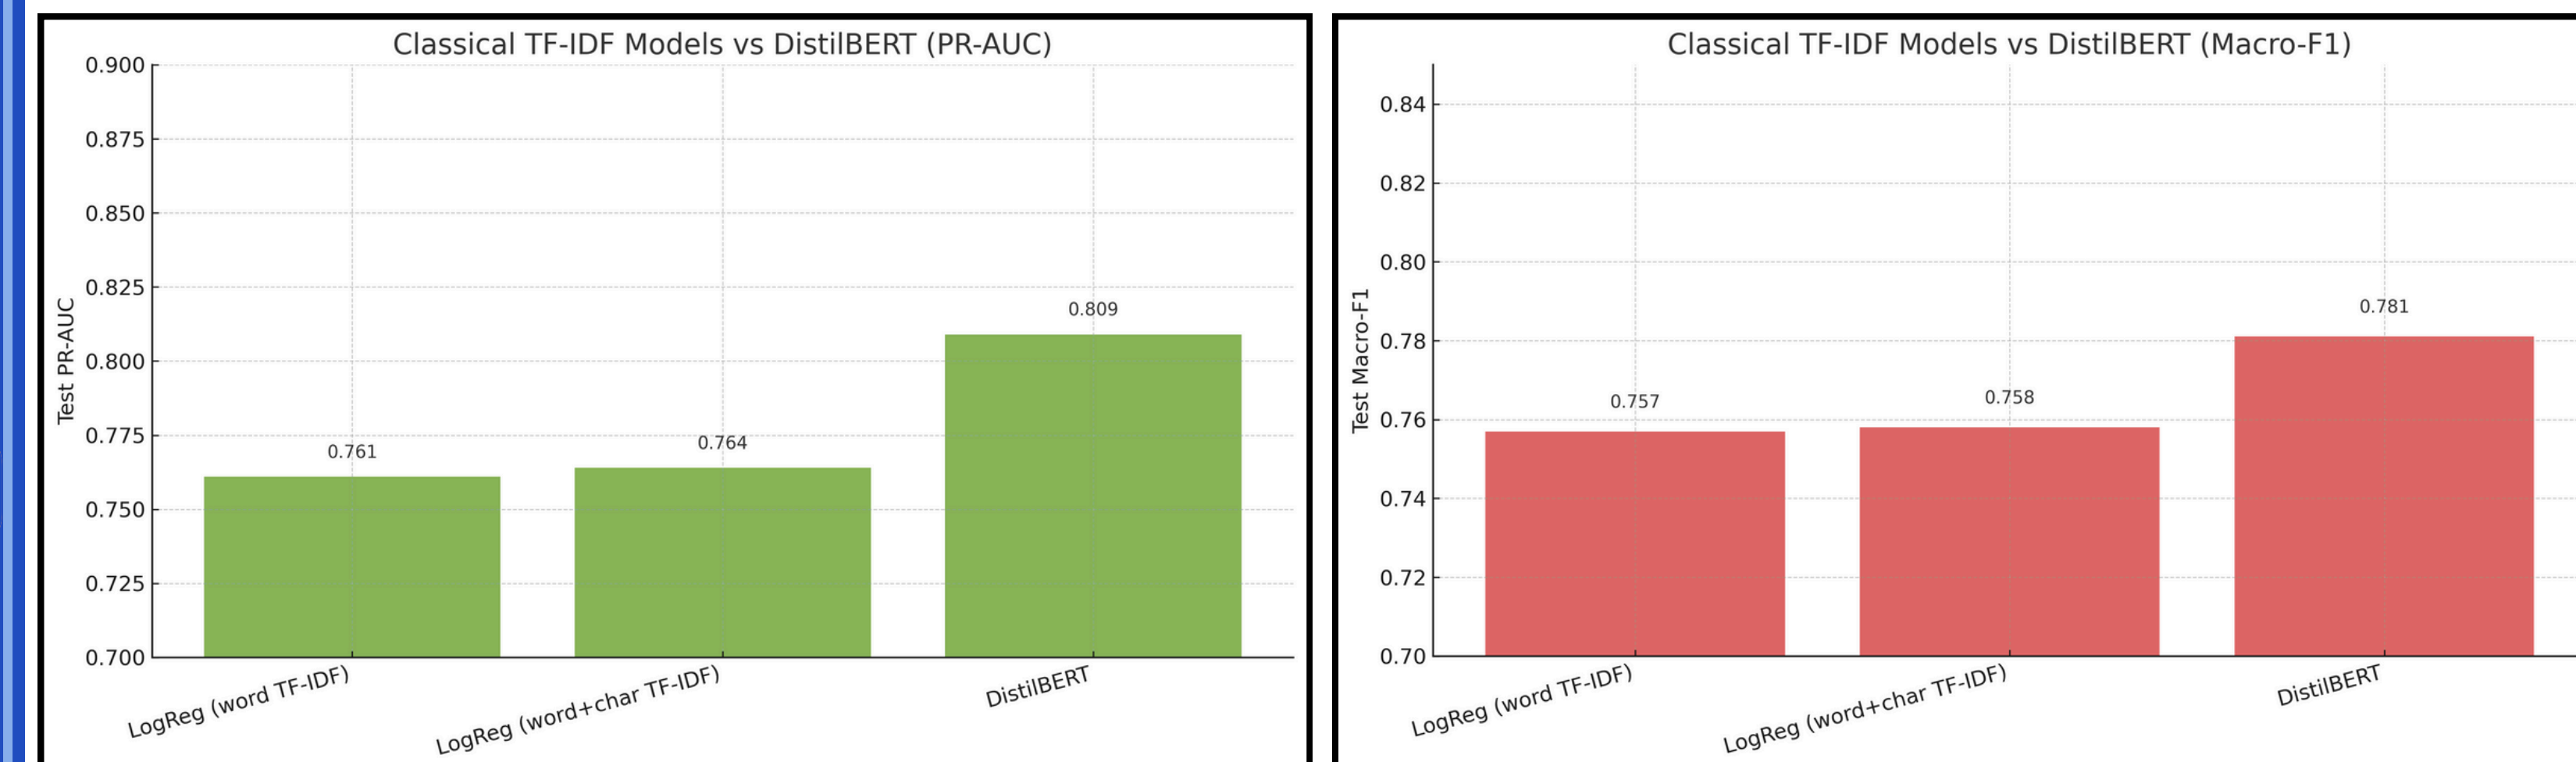 Classical TF-IDF Models vs DistilBERT (PR-AUC)
0.900
0.875
0.850
0.825
0.800
0.775
0.750
0.725
0.700
Test PR-AUC
0.761
0.764
0.809
LogReg (word TF-IDF)
LogReg (word+char TF-IDF)
DistilBERT
Classical TF-IDF Models vs DistilBERT (Macro-F1)
0.84
0.82
0.80
0.78
0.76
0.74
0.72
0.70
Test Macro-F1
0.757
0.758
0.781
LogReg (word TF-IDF)
LogReg (word+char TF-IDF)
DistilBERT